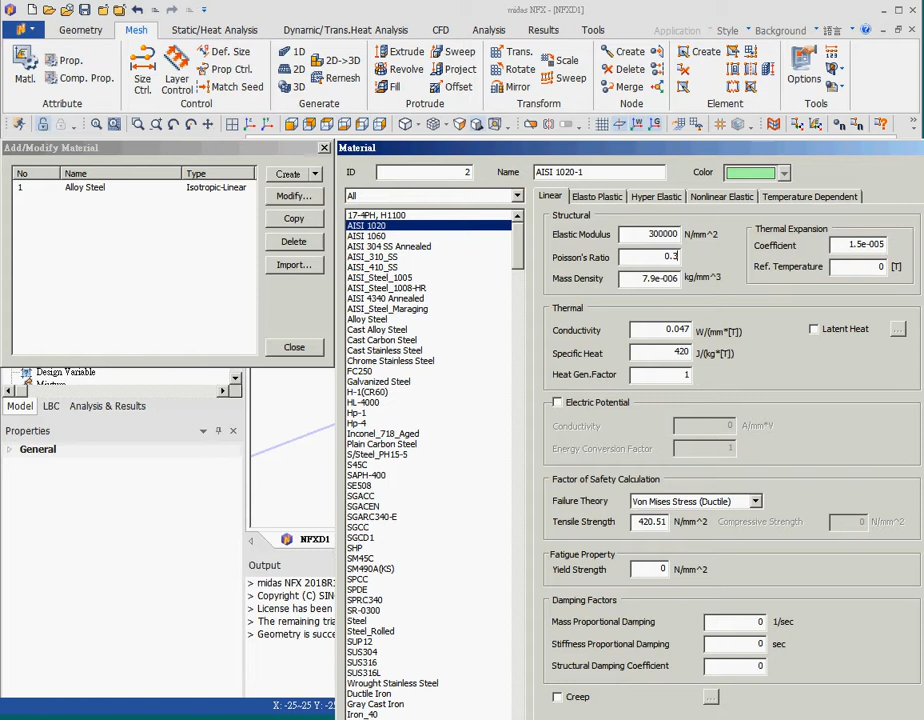 midas NFX - [NFXD1]
Geometry Mesh Static/Heat Analysis Dynamic/Trans.Heat Analysis CFD Analysis Results Tools Application Style Background 語言
Matl. Prop. Comp. Prop. Size Ctrl. Layer Control Def. Size Prop Ctrl. Match Seed 1D 2D 3D 2D->3D Remesh Extrude Revolve Fill Sweep Project Offset Trans. Rotate Mirror Scale Sweep Create Delete Merge Create Options
Attribute Control Generate Protrude Transform Node Element Tools
Add/Modify Material
No Name Type
1 Alloy Steel Isotropic-Linear
Create
Modify...
Copy
Delete
Import...
Close
Design Variable
Model LBC Analysis & Results
Properties
General
NFXD1
Output
> midas NFX 2018R1
> Copyright (C) SIN
> License has been
> The remaining tria
> Geometry is succe
X: -25~25 Y: -25
Material
ID 2 Name AISI 1020-1 Color
All
17-4PH, H1100
AISI 1020
AISI 1060
AISI 304 SS Annealed
AISI_310_SS
AISI_410_SS
AISI_Steel_1005
AISI_Steel_1008-HR
AISI 4340 Annealed
AISI_Steel_Maraging
Alloy Steel
Cast Alloy Steel
Cast Carbon Steel
Cast Stainless Steel
Chrome Stainless Steel
FC250
Galvanized Steel
H-1(CR60)
HL-4000
Hp-1
Hp-4
Inconel_718_Aged
Plain Carbon Steel
S/Steel_PH15-5
S45C
SAPH-400
SE508
SGACC
SGACEN
SGARC340-E
SGCC
SGCD1
SHP
SM45C
SM490A(KS)
SPCC
SPDE
SPRC340
SR-0300
Steel
Steel_Rolled
SUP12
SUS304
SUS316
SUS316L
Wrought Stainless Steel
Ductile Iron
Gray Cast Iron
Iron_40
Linear Elasto Plastic Hyper Elastic Nonlinear Elastic Temperature Dependent
Structural
Elastic Modulus 300000 N/mm^2
Poisson's Ratio 0.3
Mass Density 7.9e-006 kg/mm^3
Thermal Expansion
Coefficient 1.5e-005
Ref. Temperature 0 [T]
Thermal
Conductivity 0.047 W/(mm*[T])
Specific Heat 420 J/(kg*[T])
Heat Gen.Factor 1
Latent Heat ...
Electric Potential
Conductivity 0 A/mm*V
Energy Conversion Factor 1
Factor of Safety Calculation
Failure Theory Von Mises Stress (Ductile)
Tensile Strength 420.51 N/mm^2 Compressive Strength 0 N/mm^2
Fatigue Property
Yield Strength 0 N/mm^2
Damping Factors
Mass Proportional Damping 0 1/sec
Stiffness Proportional Damping 0 sec
Structural Damping Coefficient 0
Creep ...